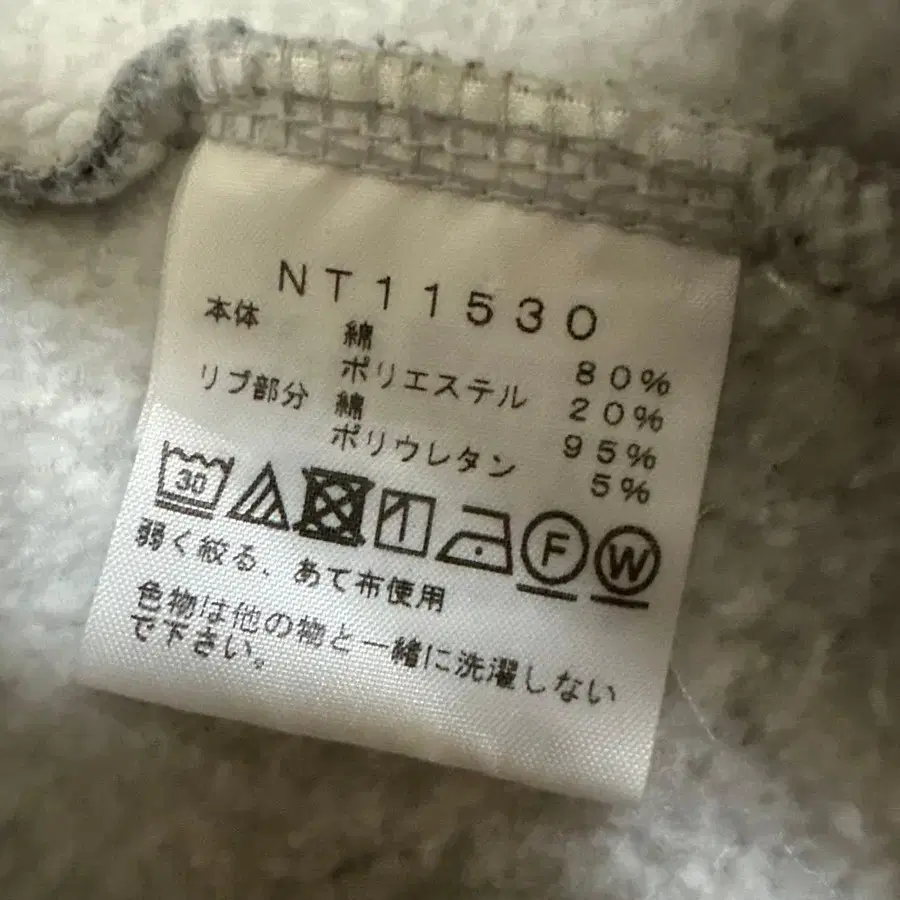 NT11530
本体 綿 80%
ポリエステル 20%
リブ部分 綿 95%
ポリウレタン 5%
30 F W
弱く絞る、あて布使用
色物は他の物と一緒に洗濯しない
で下さい。